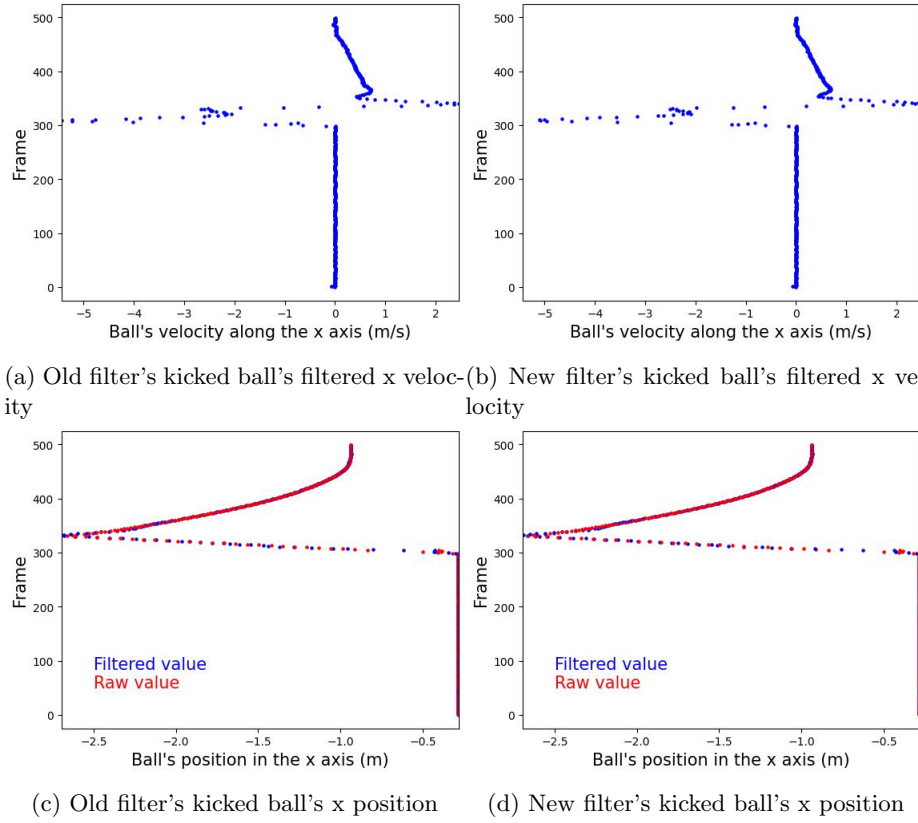 500
400
300
200
100
0
Frame
−5 −4 −3 −2 −1 0 1 2
Ball's velocity along the x axis (m/s)
500
400
300
200
100
0
Frame
−5 −4 −3 −2 −1 0 1 2
Ball's velocity along the x axis (m/s)
(a) Old filter's kicked ball's filtered x veloc-
ity
(b) New filter's kicked ball's filtered x ve
locity
500
400
300
200
100
0
Frame
Filtered value
Raw value
−2.5 −2.0 −1.5 −1.0 −0.5
Ball's position in the x axis (m)
500
400
300
200
100
0
Frame
Filtered value
Raw value
−2.5 −2.0 −1.5 −1.0 −0.5
Ball's position in the x axis (m)
(c) Old filter's kicked ball's x position
(d) New filter's kicked ball's x position